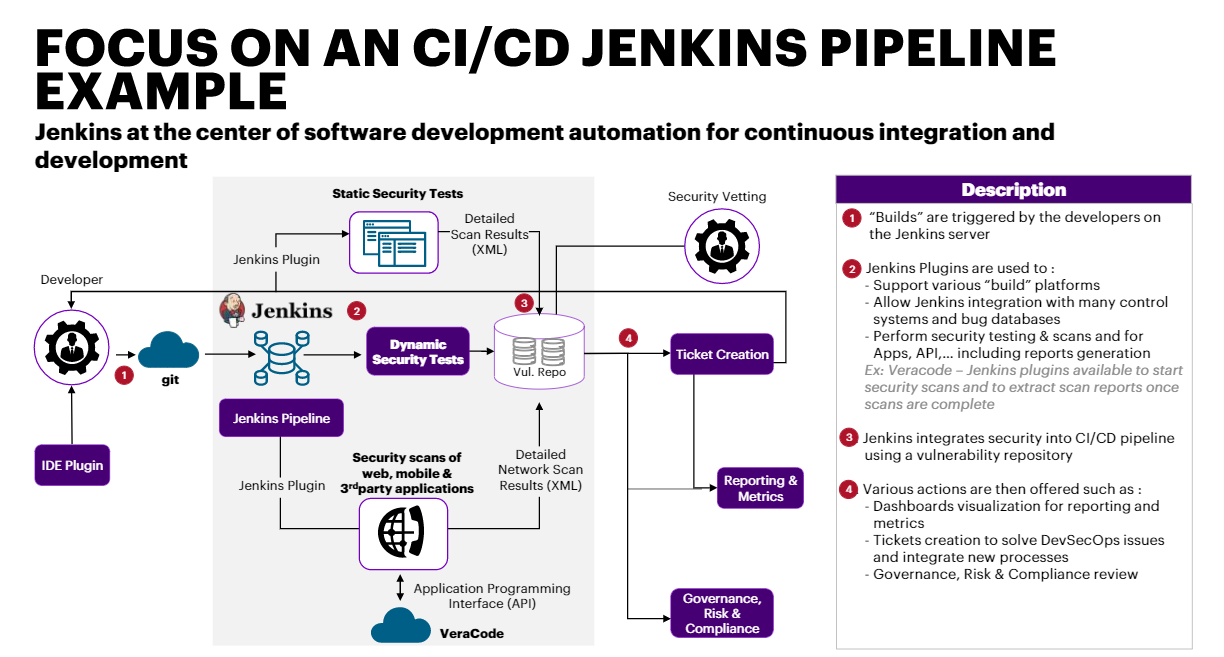 FOCUS ON AN CI/CD JENKINS PIPELINE
EXAMPLE
Jenkins at the center of software development automation for continuous integration and
development
Static Security Tests
Detailed
Scan Results
(XML)
Jenkins Plugin
Security Vetting
Developer
Jenkins
2
3
1
git
Dynamic
Security Tests
Vul. Repo
4
Ticket Creation
IDE Plugin
Jenkins Pipeline
Jenkins Plugin
Security scans of
web, mobile &
3rdparty applications
Detailed
Network Scan
Results (XML)
Reporting &
Metrics
Application Programming
Interface (API)
VeraCode
Governance,
Risk &
Compliance
Description
1 “Builds” are triggered by the developers on
the Jenkins server
2 Jenkins Plugins are used to :
- Support various “build” platforms
- Allow Jenkins integration with many control
systems and bug databases
- Perform security testing & scans and for
Apps, API,... including reports generation
Ex: Veracode – Jenkins plugins available to start
security scans and to extract scan reports once
scans are complete
3 Jenkins integrates security into CI/CD pipeline
using a vulnerability repository
4 Various actions are then offered such as :
- Dashboards visualization for reporting and
metrics
- Tickets creation to solve DevSecOps issues
and integrate new processes
- Governance, Risk & Compliance review